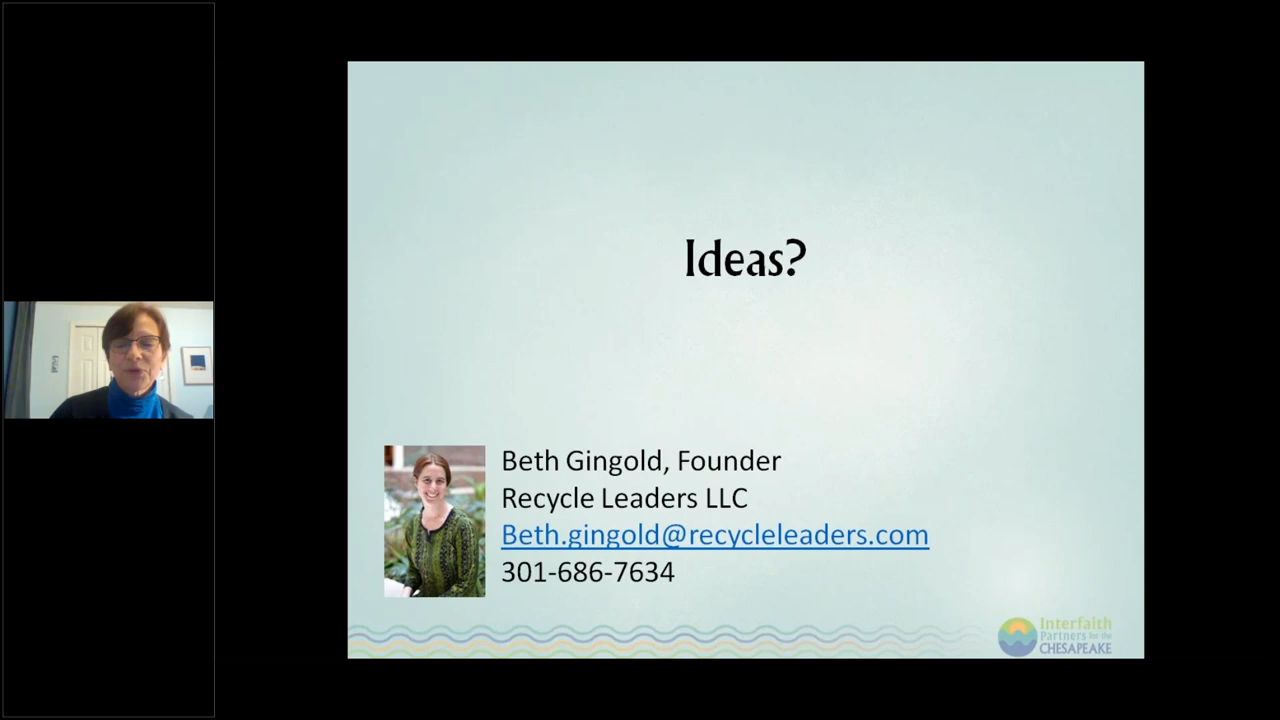 Ideas?
Beth Gingold, Founder
Recycle Leaders LLC
Beth.gingold@recycleleaders.com
301-686-7634
Interfaith
Partners for the
CHESAPEAKE